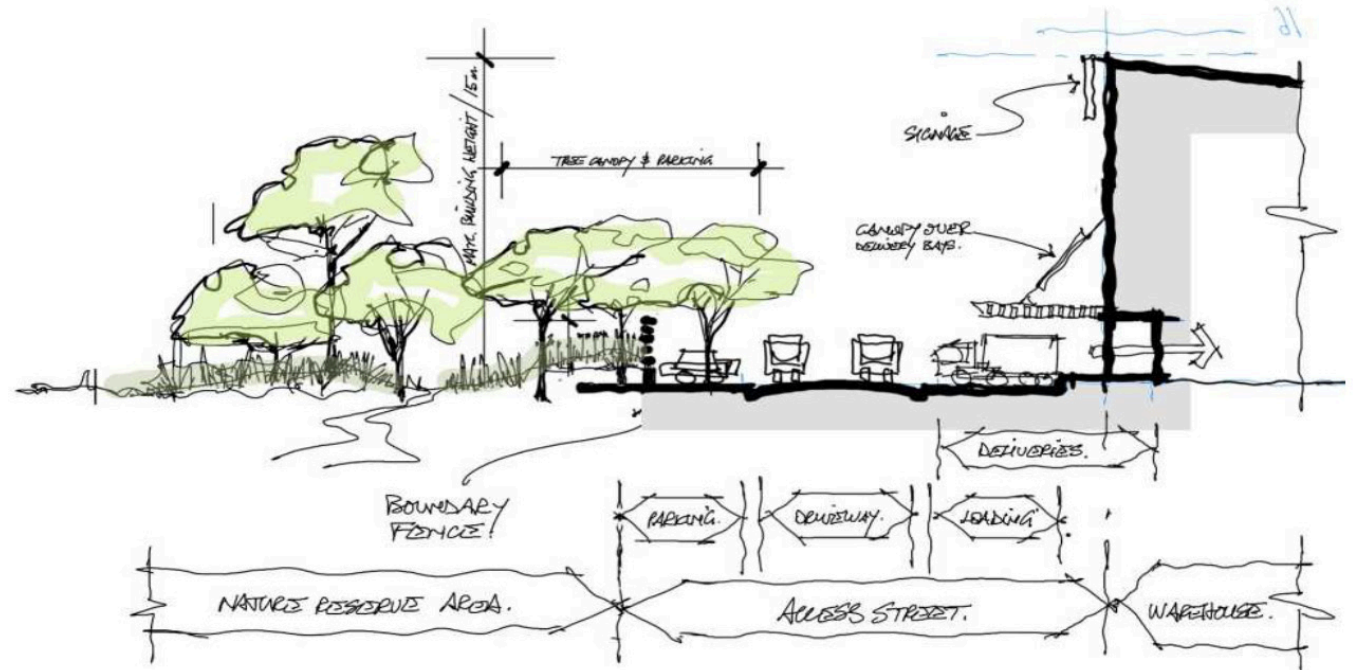 MAX. BUILDING HEIGHT / 15m.
TREE CANOPY & PARKING
SIGNAGE
CANOPY OVER
DELIVERY BAYS.
DELIVERIES.
BOUNDARY
FENCE.
PARKING.
DRIVEWAY.
LOADING
NATURE RESERVE AREA.
ACCESS STREET.
WAREHOUSE.